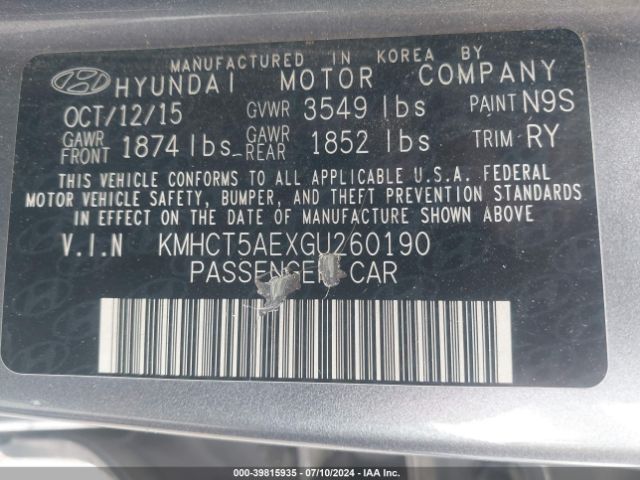 MANUFACTURED IN KOREA BY
HYUNDAI MOTOR COMPANY
OCT/12/15 GVWR 3549 lbs PAINT N9S
GAWR FRONT 1874 lbs GAWR REAR 1852 lbs TRIM RY
THIS VEHICLE CONFORMS TO ALL APPLICABLE U.S.A. FEDERAL
MOTOR VEHICLE SAFETY, BUMPER, AND THEFT PREVENTION STANDARDS
IN EFFECT ON THE DATE OF MANUFACTURE SHOWN ABOVE
V.I.N KMHCT5AEXGU260190
PASSENGER CAR
000-39815935 - 07/10/2024 - IAA Inc.